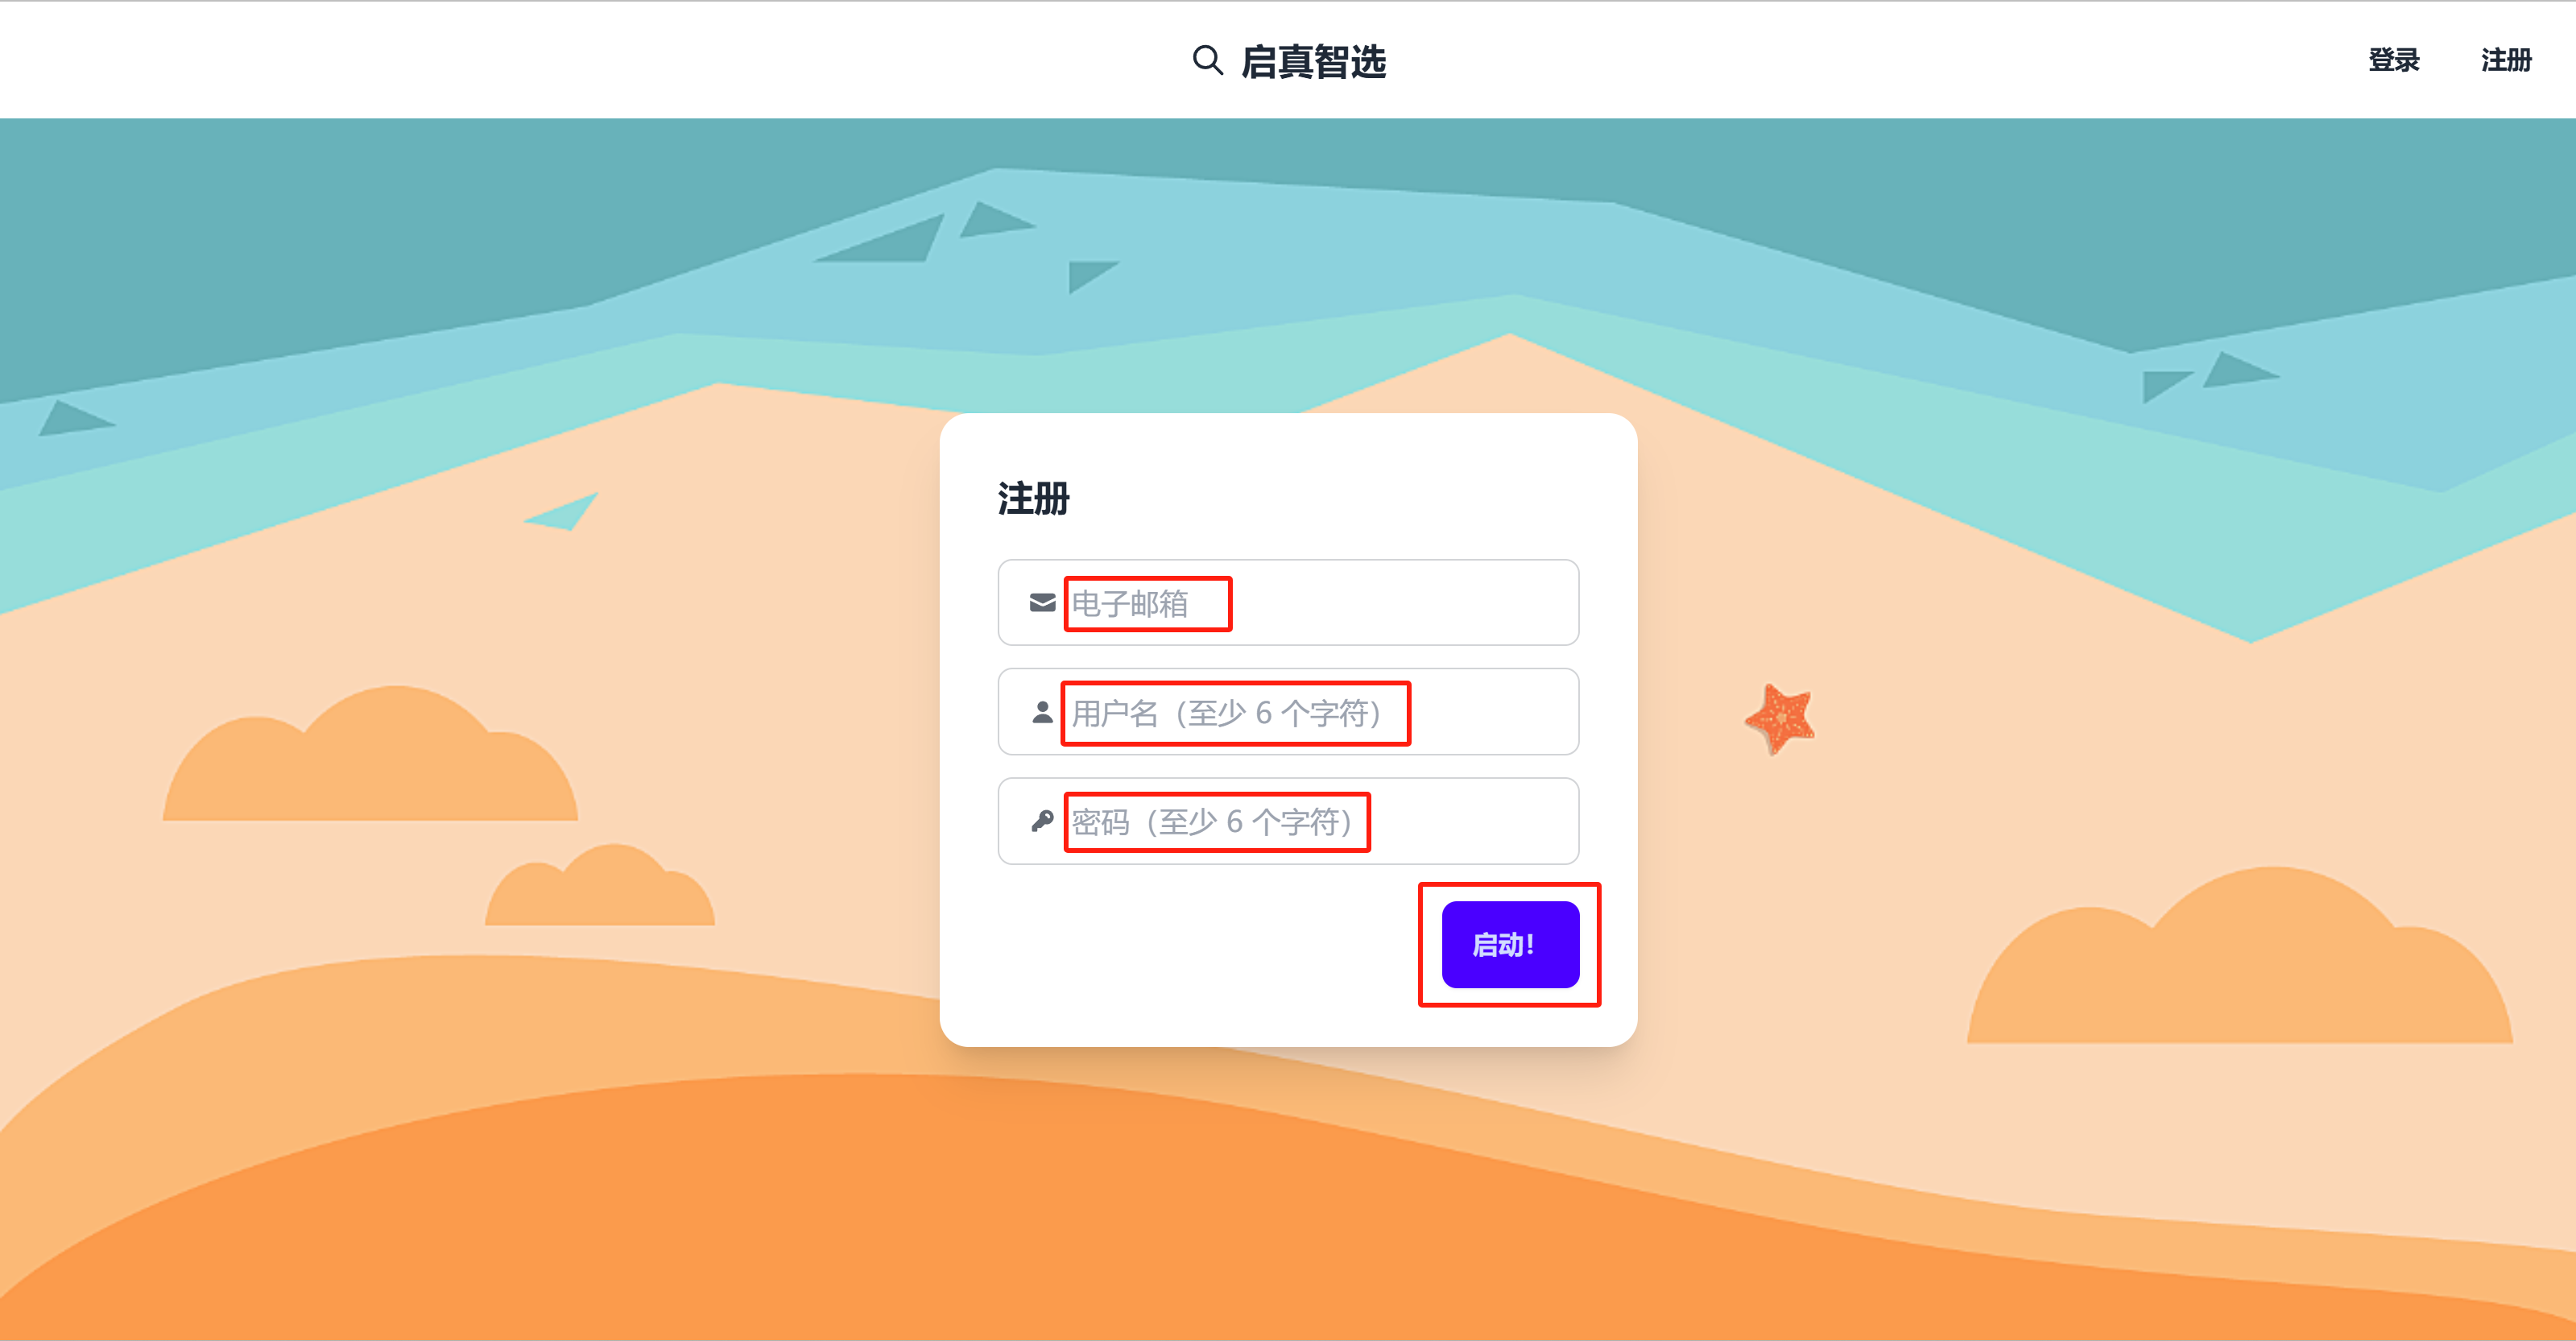 启真智选
登录
注册
注册
电子邮箱
用户名（至少 6 个字符）
密码（至少 6 个字符）
启动！